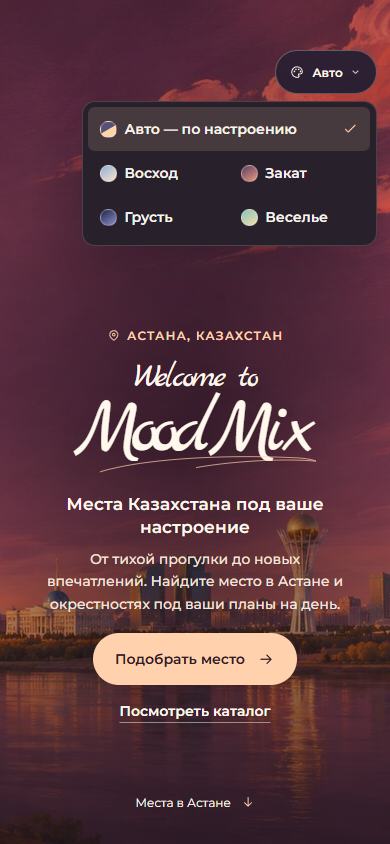 Авто
Авто — по настроению
Восход
Закат
Грусть
Веселье
АСТАНА, КАЗАХСТАН
Welcome to
MoodMix
Места Казахстана под ваше
настроение
От тихой прогулки до новых
впечатлений. Найдите место в Астане и
окрестностях под ваши планы на день.
Подобрать место →
Посмотреть каталог
Места в Астане ↓